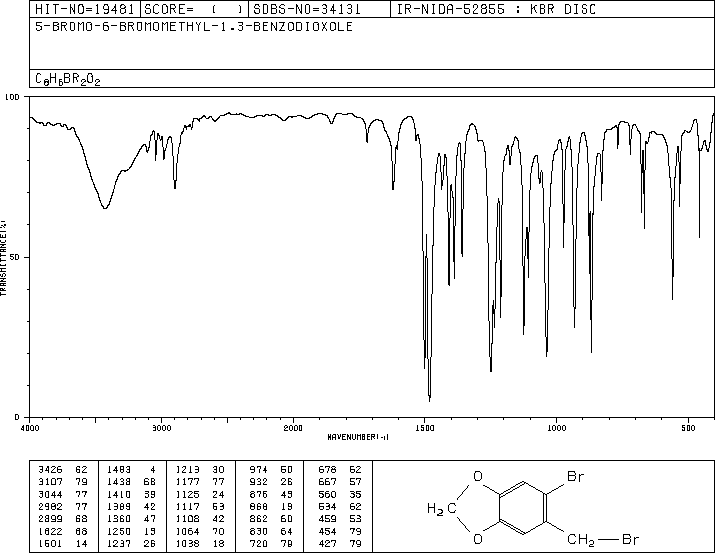 HIT-NO=19481 SCORE= ( ) SDBS-NO=34131 IR-NIDA-52855 : KBR DISC
5-BROMO-6-BROMOMETHYL-1,3-BENZODIOXOLE
C8H6BR2O2
100
50
0
TRANSMITTANCE(%)
4000 3000 2000 1500 1000 500
WAVENUMBER(-1)
3426 62 1483 4 1213 30 974 50 678 62
3107 79 1438 68 1177 77 932 26 667 57
3044 77 1410 39 1125 24 876 49 560 35
2982 77 1389 42 1117 53 868 19 534 62
2899 68 1360 47 1108 42 862 60 459 53
1622 68 1250 13 1064 70 830 64 454 79
1501 14 1237 26 1038 18 720 79 427 79
O
Br
H2C
O
CH2—Br